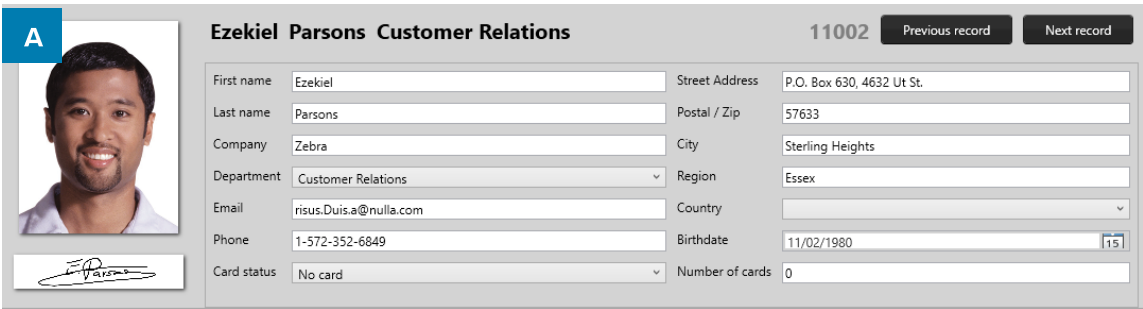 A
Ezekiel Parsons Customer Relations
11002
Previous record
Next record
First name Ezekiel
Last name Parsons
Company Zebra
Department Customer Relations
Email risus.Duis.a@nulla.com
Phone 1-572-352-6849
Card status No card
Street Address P.O. Box 630, 4632 Ut St.
Postal / Zip 57633
City Sterling Heights
Region Essex
Country
Birthdate 11/02/1980 15
Number of cards 0
E Parsons